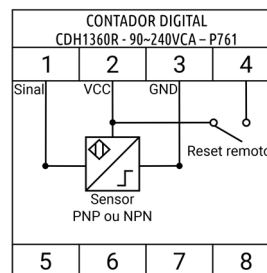 CONTADOR DIGITAL
CDH1360R - 90~240VCA – P761
1 2 3 4
Sinal VCC GND
Reset remoto
Sensor
PNP ou NPN
5 6 7 8